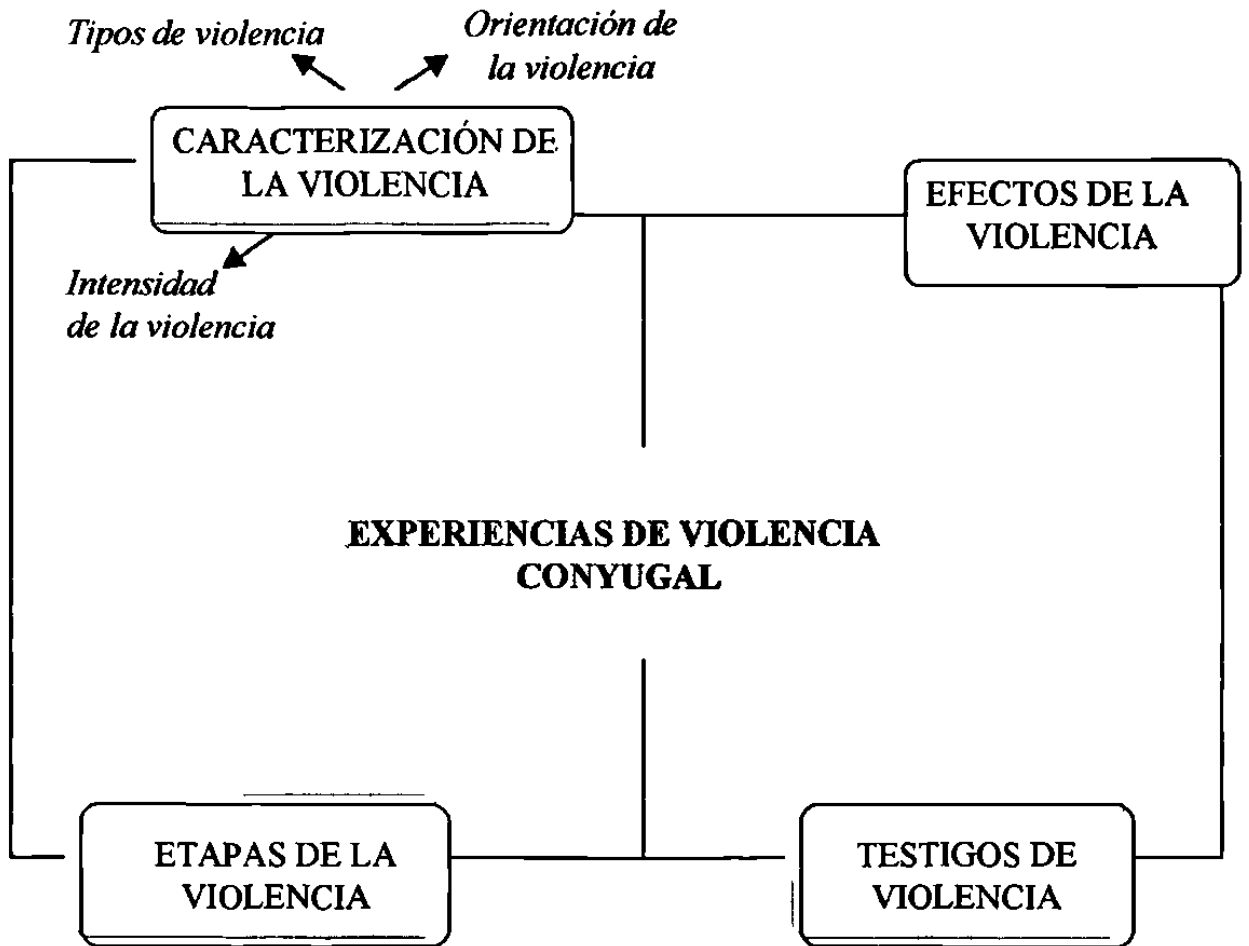 Tipos de violencia
Orientación de
la violencia
CARACTERIZACIÓN DE
LA VIOLENCIA
EFECTOS DE LA
VIOLENCIA
Intensidad
de la violencia
EXPERIENCIAS DE VIOLENCIA
CONYUGAL
ETAPAS DE LA
VIOLENCIA
TESTIGOS DE
VIOLENCIA